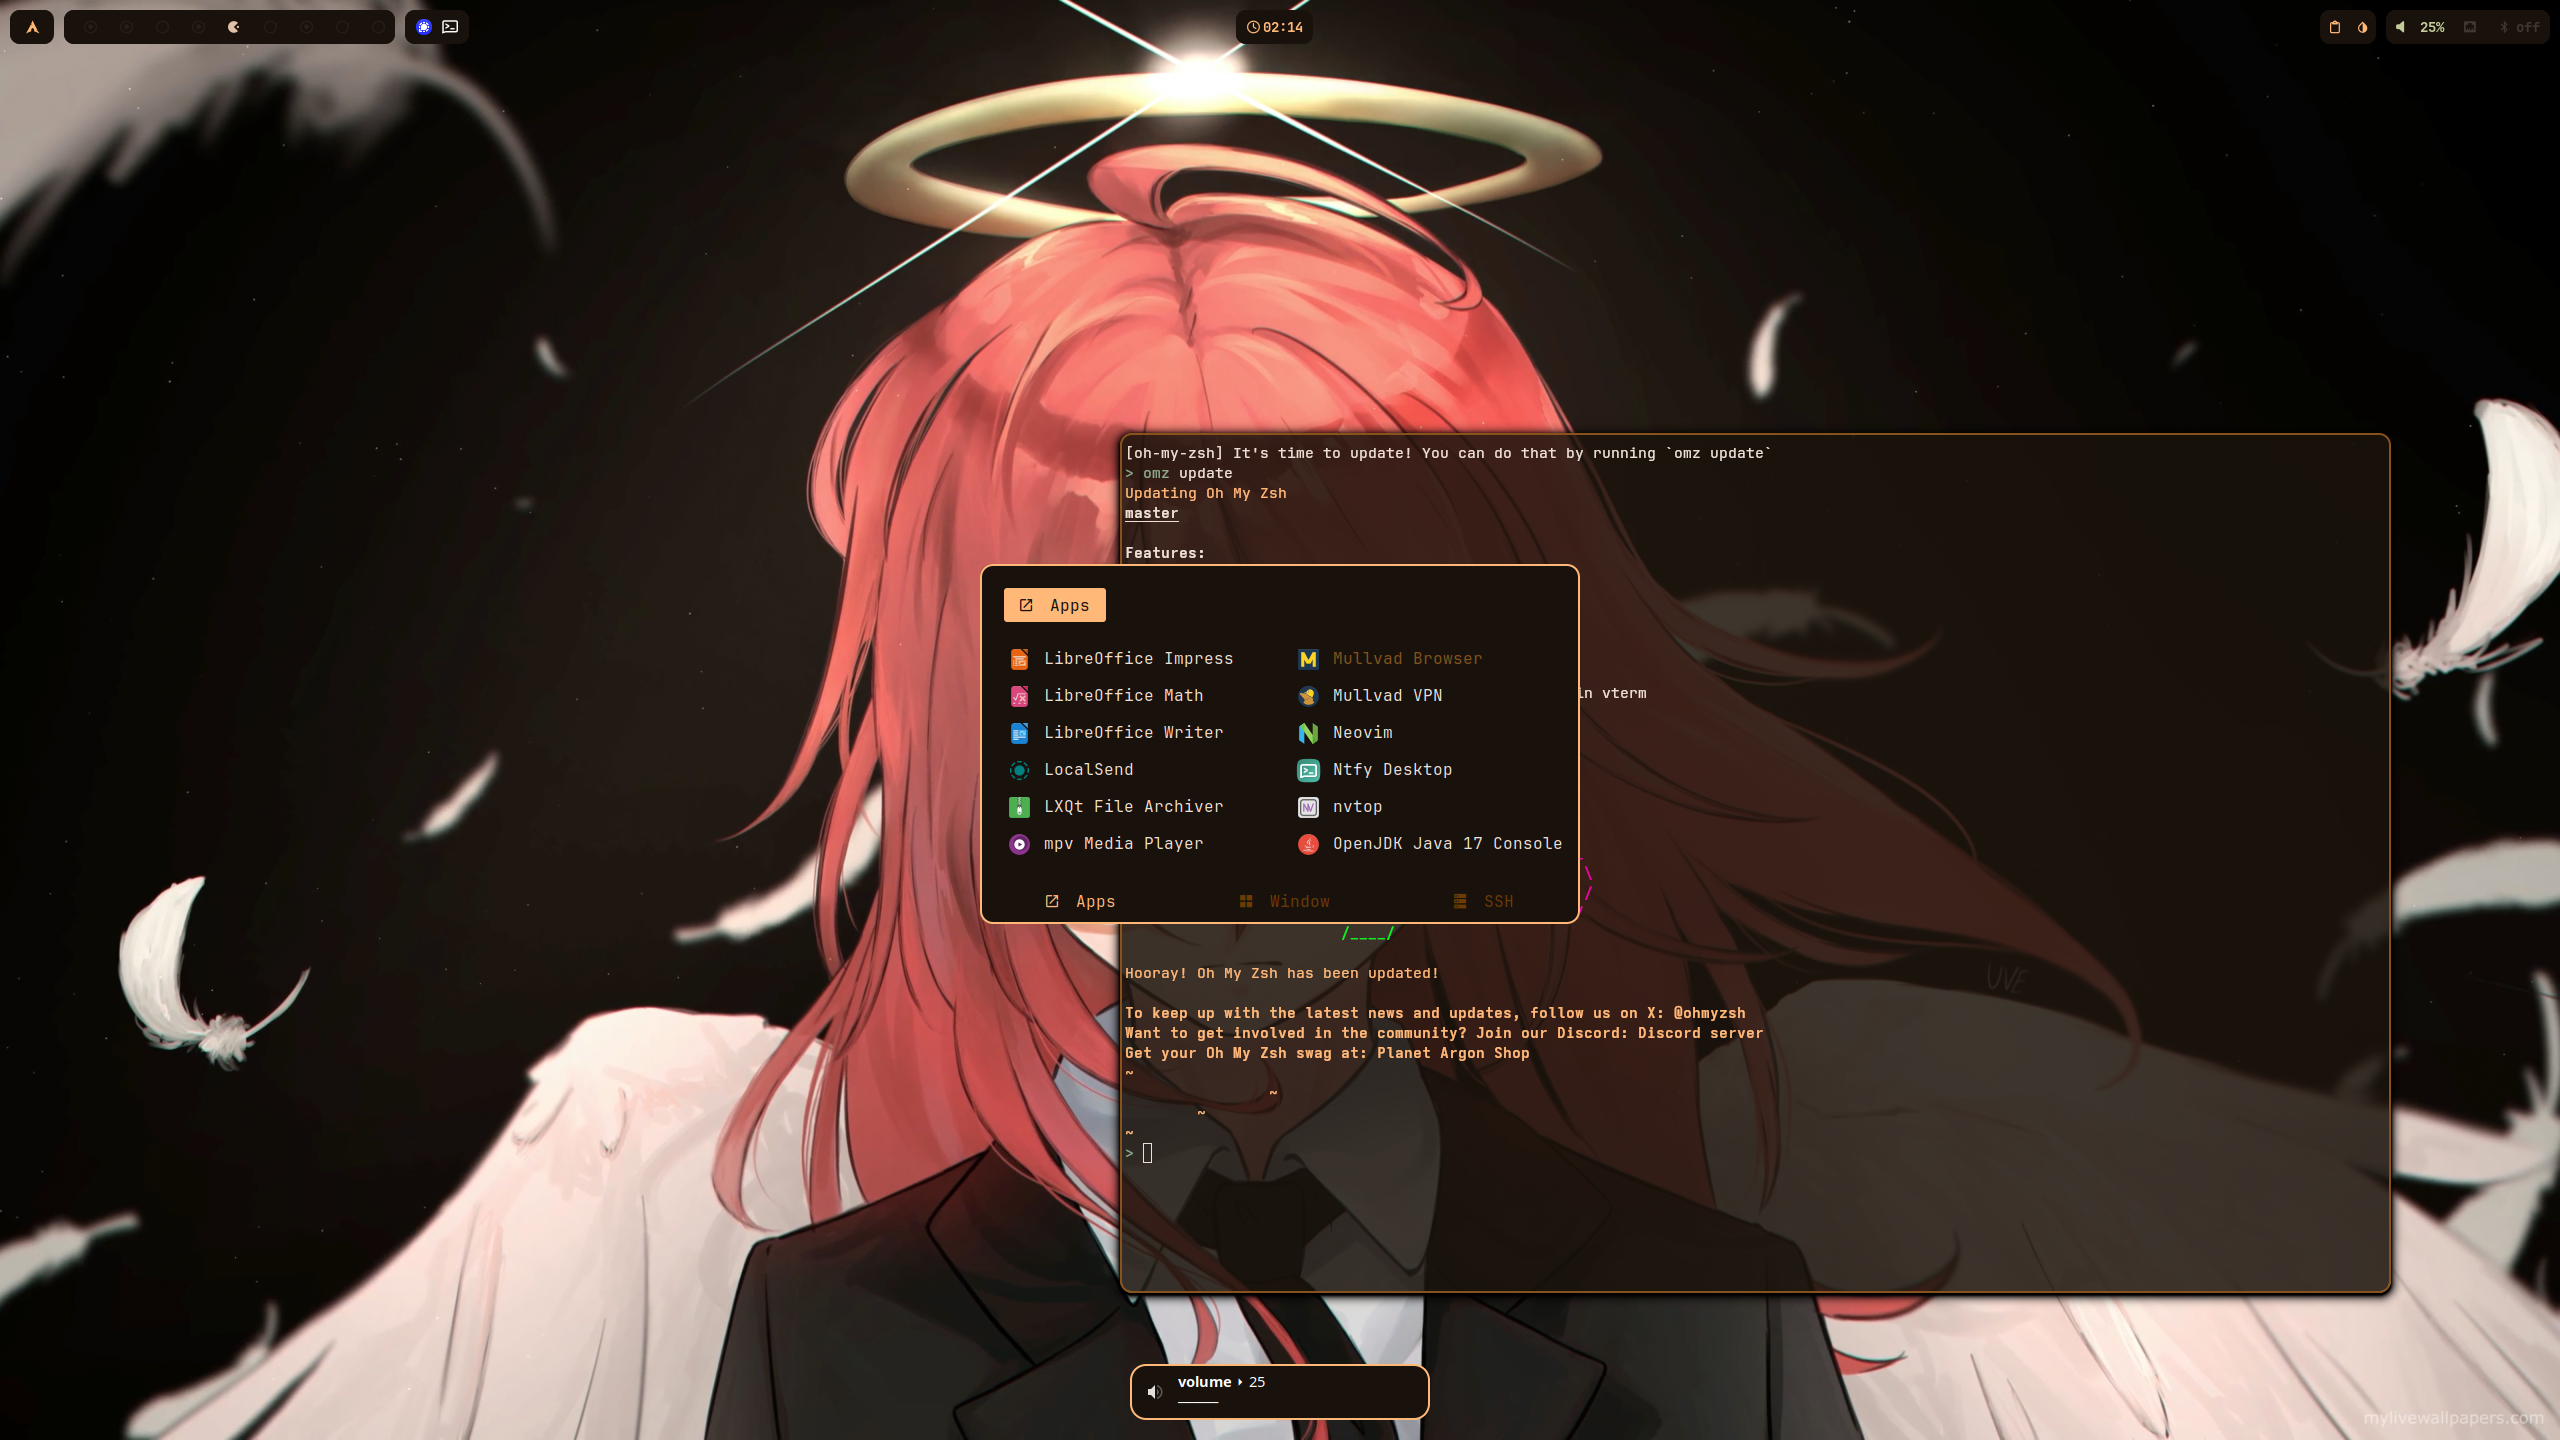 02:14
25%
off
[oh-my-zsh] It's time to update! You can do that by running `omz update`
> omz update
Updating Oh My Zsh
master
Features:
Apps
LibreOffice Impress
Mullvad Browser
LibreOffice Math
Mullvad VPN
in vterm
LibreOffice Writer
Neovim
LocalSend
Ntfy Desktop
LXQt File Archiver
nvtop
mpv Media Player
OpenJDK Java 17 Console
Apps
Window
SSH
/____/
Hooray! Oh My Zsh has been updated!
To keep up with the latest news and updates, follow us on X: @ohmyzsh
Want to get involved in the community? Join our Discord: Discord server
Get your Oh My Zsh swag at: Planet Argon Shop
~
~
~
~
>
UVE
volume ‣ 25
mylivewallpapers.com